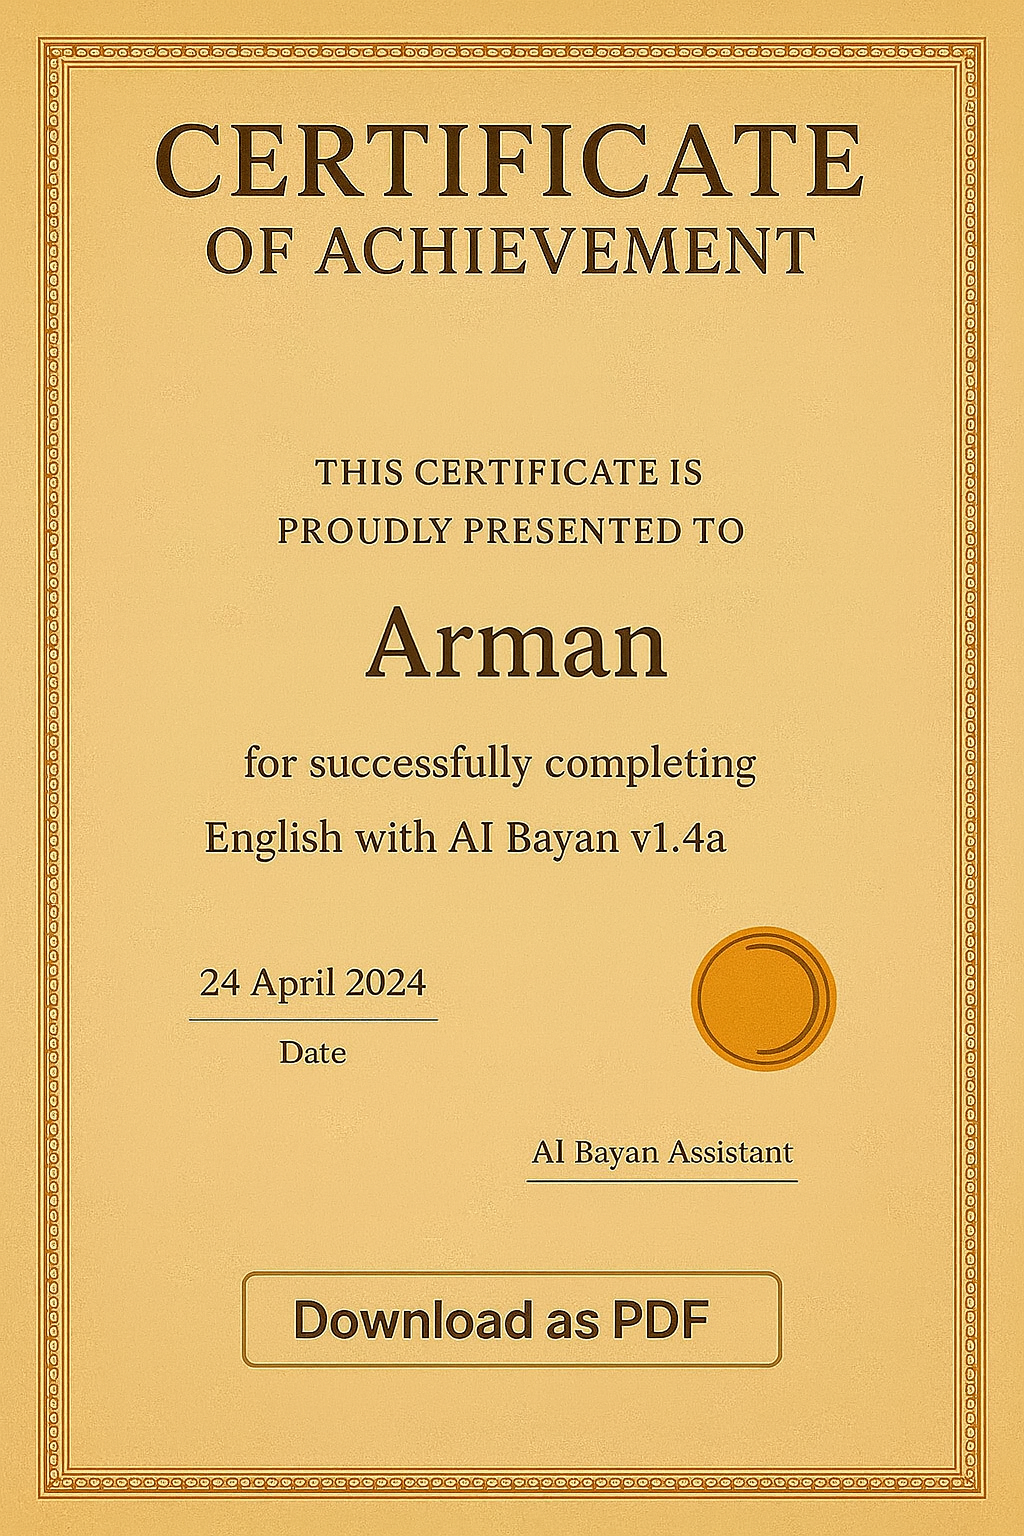 CERTIFICATE
OF ACHIEVEMENT
THIS CERTIFICATE IS
PROUDLY PRESENTED TO
Arman
for successfully completing
English with AI Bayan v1.4a
24 April 2024
Date
AI Bayan Assistant
Download as PDF